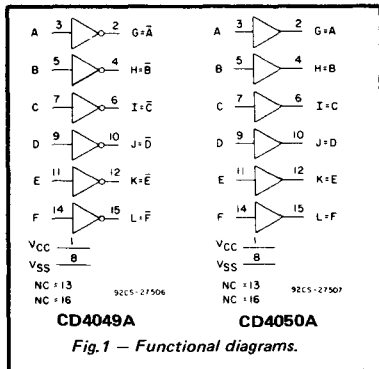 A 3 2 G=A̅
B 5 4 H=B̅
C 7 6 I=C̅
D 9 10 J=D̅
E 11 12 K=E̅
F 14 15 L=F̅
VCC 1
VSS 8
NC =13
NC =16
92CS-27506
CD4049A
A 3 2 G=A
B 5 4 H=B
C 7 6 I=C
D 9 10 J=D
E 11 12 K=E
F 14 15 L=F
VCC 1
VSS 8
NC =13
NC =16
92CS-27507
CD4050A
Fig.1 — Functional diagrams.